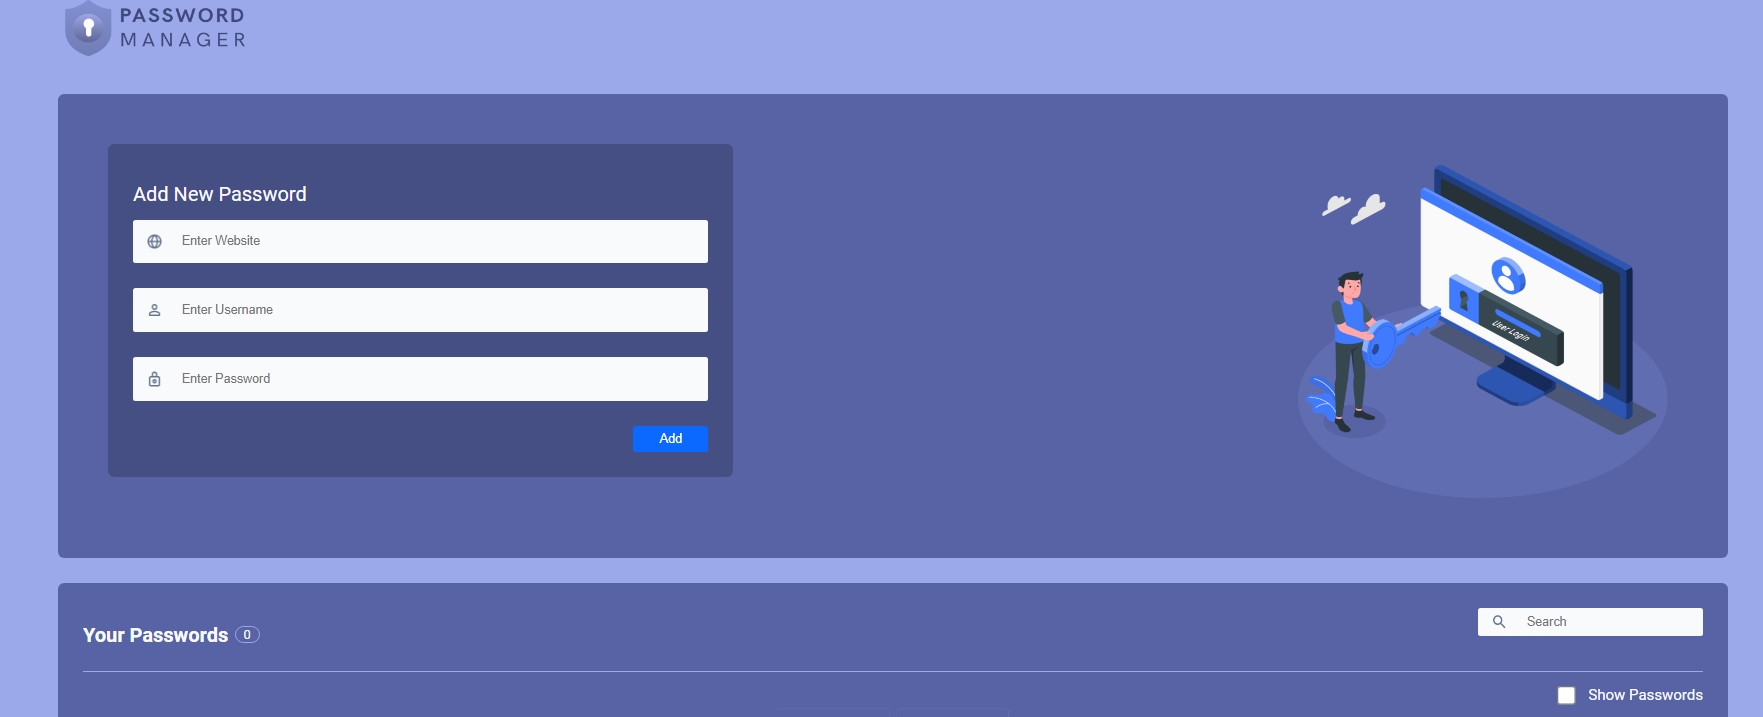 PASSWORD
MANAGER
Add New Password
Enter Website
Enter Username
Enter Password
Add
User Login
Your Passwords 0
Search
Show Passwords